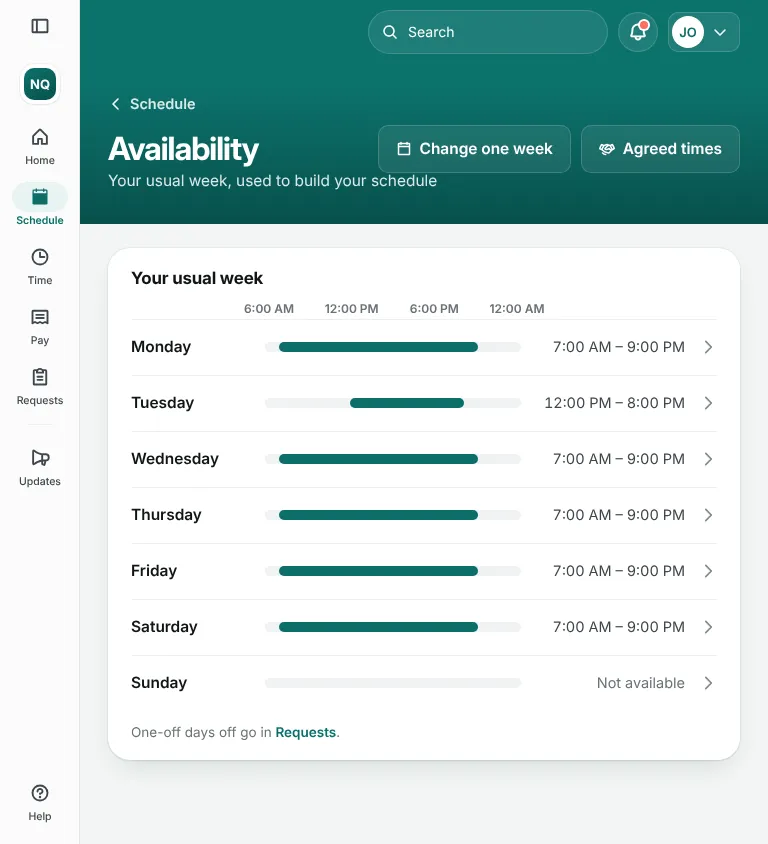 Search
JO
NQ
Home
Schedule
Time
Pay
Requests
Updates
Help
Schedule
Availability
Your usual week, used to build your schedule
Change one week
Agreed times
Your usual week
6:00 AM 12:00 PM 6:00 PM 12:00 AM
Monday 7:00 AM – 9:00 PM
Tuesday 12:00 PM – 8:00 PM
Wednesday 7:00 AM – 9:00 PM
Thursday 7:00 AM – 9:00 PM
Friday 7:00 AM – 9:00 PM
Saturday 7:00 AM – 9:00 PM
Sunday Not available
One-off days off go in Requests.